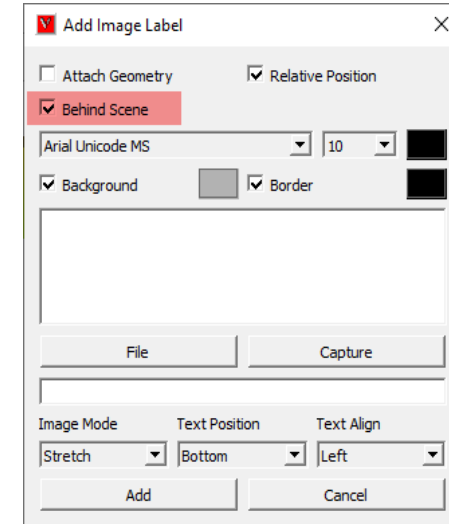 Add Image Label
Attach Geometry Relative Position
Behind Scene
Arial Unicode MS 10
Background Border
File Capture
Image Mode Text Position Text Align
Stretch Bottom Left
Add Cancel